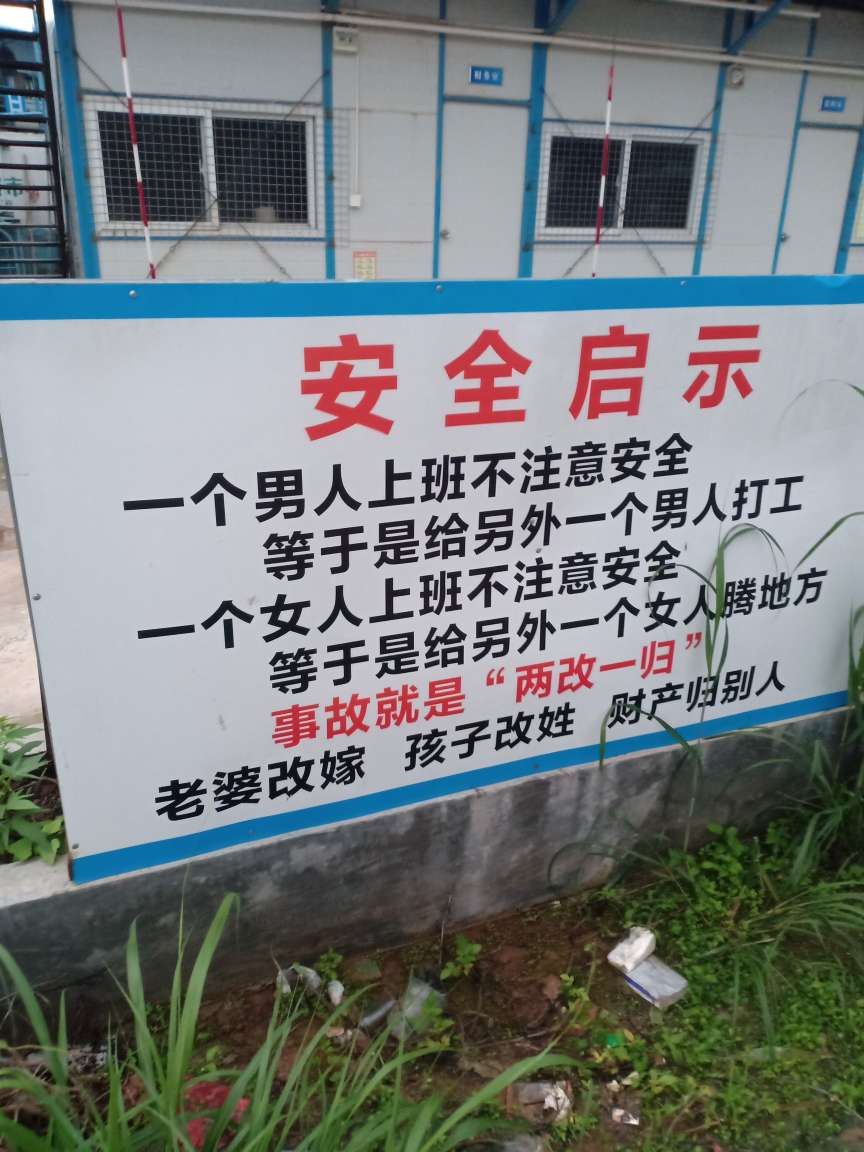 安全启示
一个男人上班不注意安全
等于是给另外一个男人打工
一个女人上班不注意安全
等于是给另外一个女人腾地方
事故就是“两改一归”
老婆改嫁 孩子改姓 财产归别人